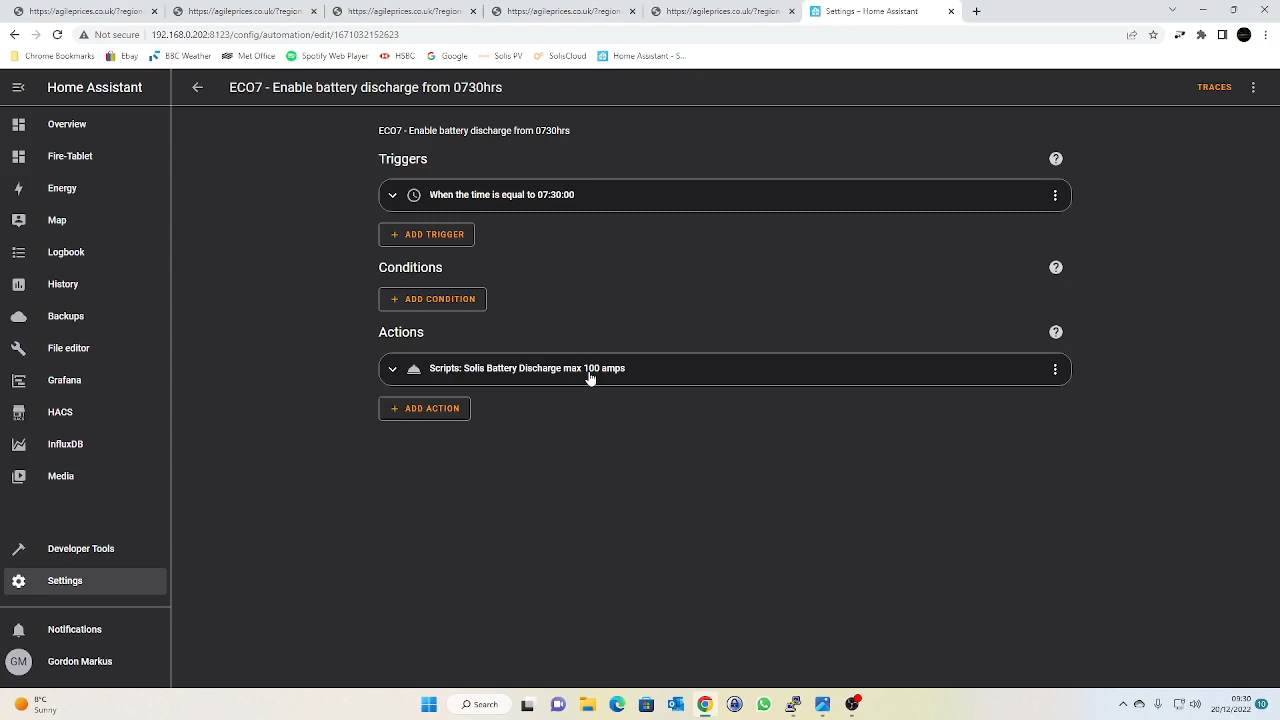 https://agileprices.co.uk/?region
https://agileprices.co.uk/?region
https://agileprices.co.uk/?region
https://agileprices.co.uk/?region
https://agileprices.co.uk/?region
Settings – Home Assistant
Not secure
192.168.0.202:8123/config/automation/edit/1671032152623
Chrome Bookmarks
Ebay
BBC Weather
Met Office
Spotify Web Player
HSBC
Google
Solis PV
SolisCloud
Home Assistant - S...
Home Assistant
ECO7 - Enable battery discharge from 0730hrs
TRACES
Overview
Fire-Tablet
Energy
Map
Logbook
History
Backups
File editor
Grafana
HACS
InfluxDB
Media
Developer Tools
Settings
Notifications
GM
Gordon Markus
ECO7 - Enable battery discharge from 0730hrs
Triggers
When the time is equal to 07:30:00
+ ADD TRIGGER
Conditions
+ ADD CONDITION
Actions
Scripts: Solis Battery Discharge max 100 amps
+ ADD ACTION
8°C
Sunny
Search
09:30
20/12/2022